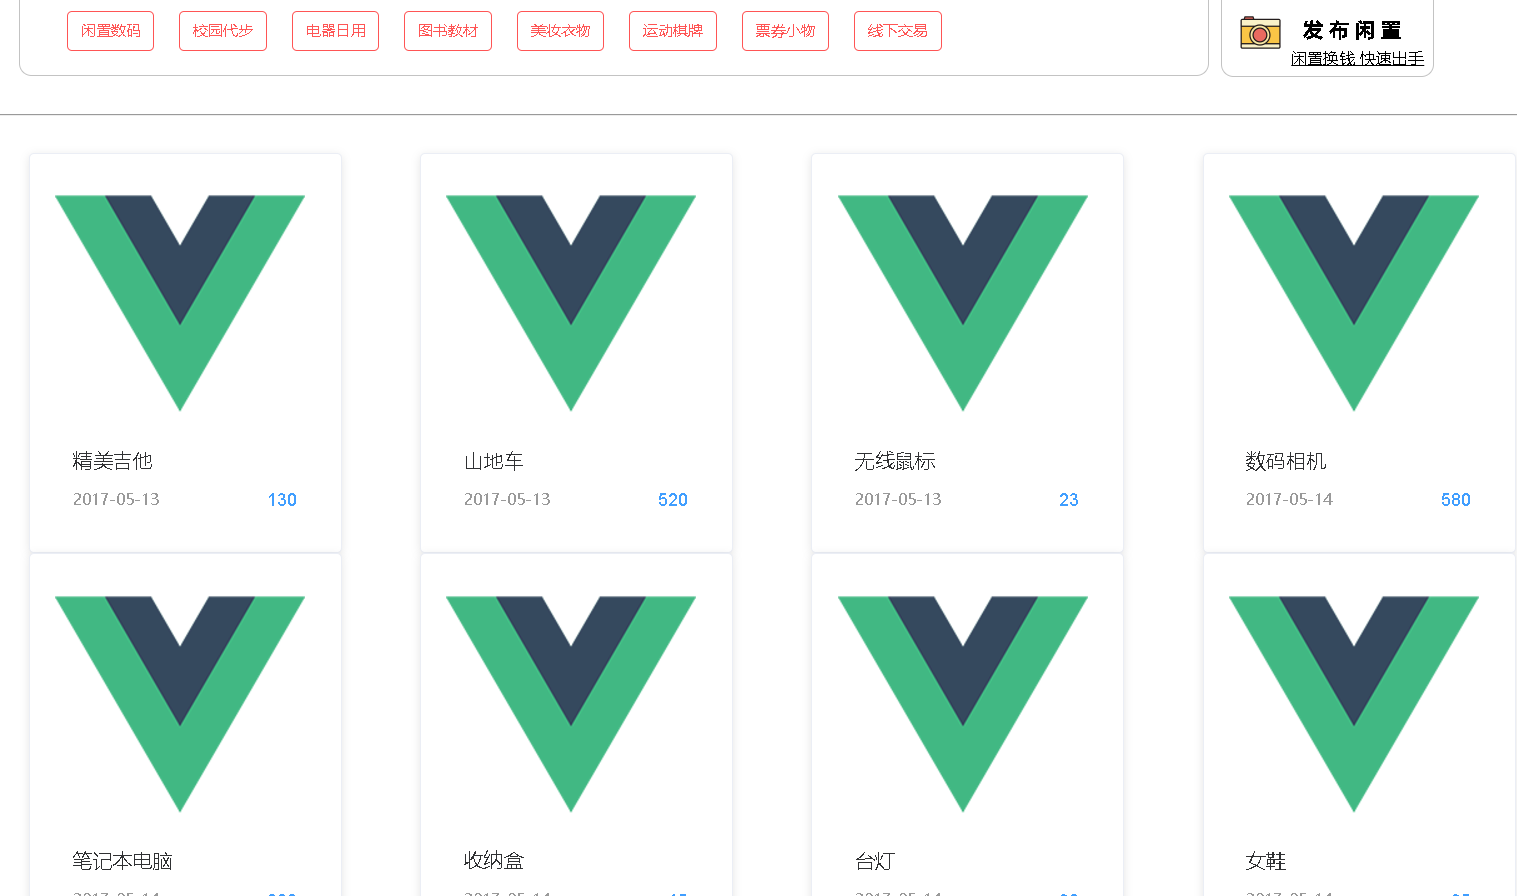 闲置数码 校园代步 电器日用 图书教材 美妆衣物 运动棋牌 票券小物 线下交易
发布闲置
闲置换钱 快速出手
精美吉他 山地车 无线鼠标 数码相机
2017-05-13 130 2017-05-13 520 2017-05-13 23 2017-05-14 580
笔记本电脑 收纳盒 台灯 女鞋